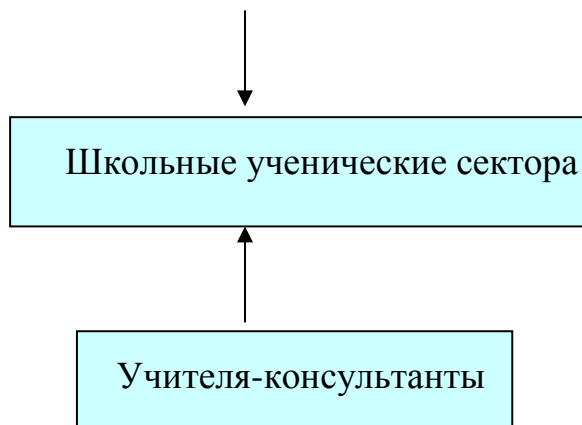 Школьные ученические сектора
Учителя-консультанты